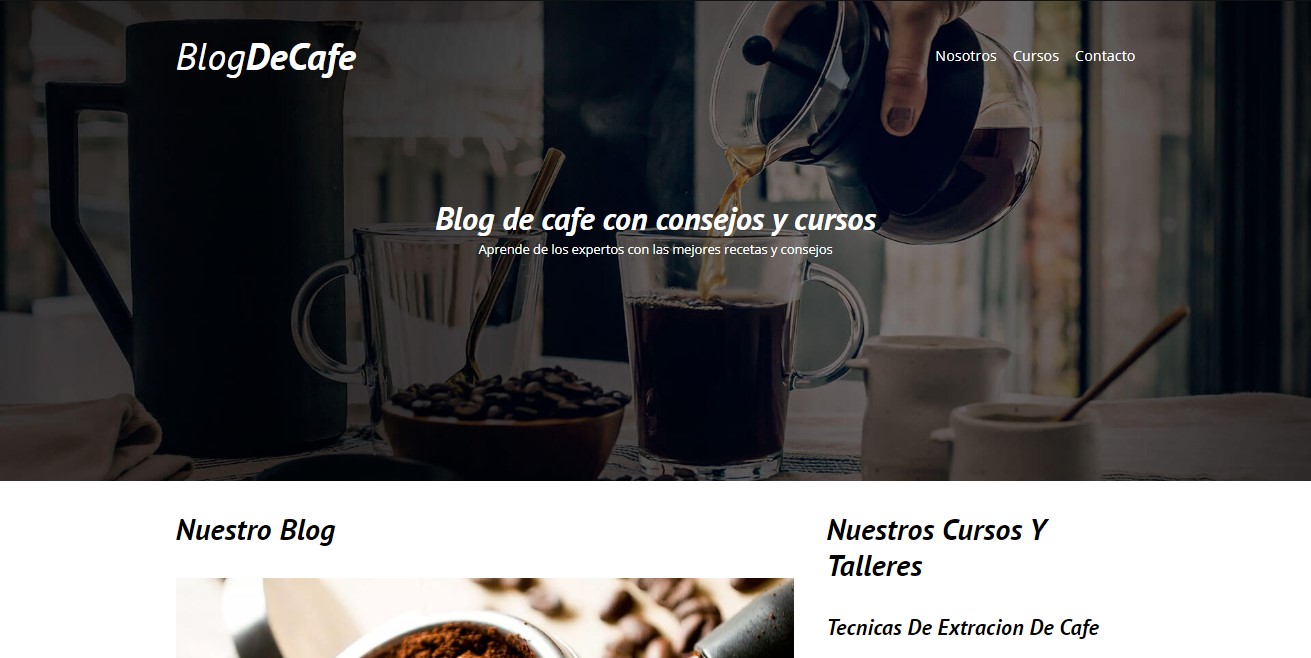 BlogDeCafe
Nosotros Cursos Contacto
Blog de cafe con consejos y cursos
Aprende de los expertos con las mejores recetas y consejos
Nuestro Blog
Nuestros Cursos Y
Talleres
Tecnicas De Extracion De Cafe